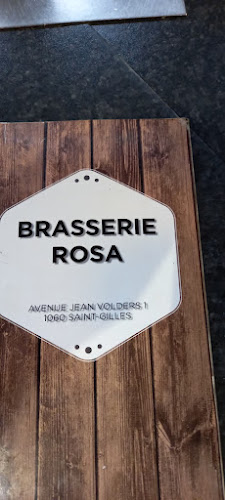 BRASSERIE
ROSA
AVENUE JEAN VOLDERS 1
1060 SAINT-GILLES